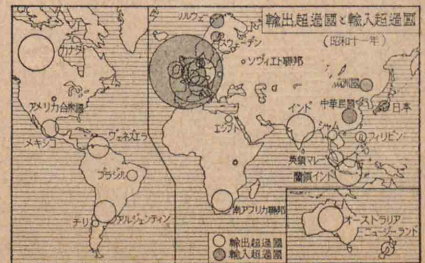 輸出超過國と輸入超過國
(昭和十一年)
ノルウェー
スウェーデン
ソヴィエト聯邦
カナダ
アメリカ合衆國
メキシコ
ヴェネズエラ
ブラジル
チリ
アルゼンティン
エジプト
南アフリカ聯邦
インド
滿洲國
中華民國
日本
フィリピン
英領マレー
蘭領インド
オーストラリア
ニュージーランド
輸出超過國
輸入超過國